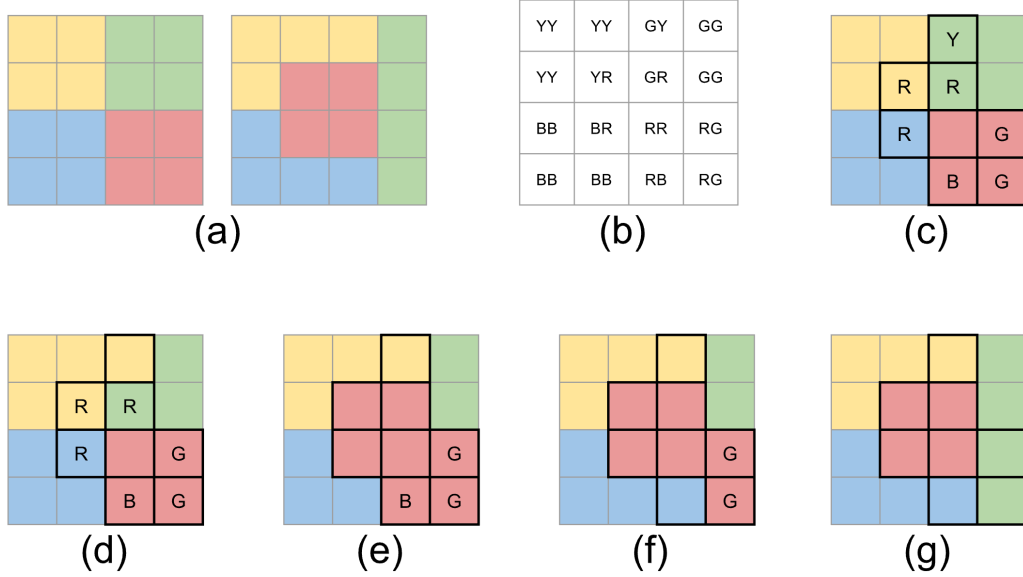 YY YY GY GG
YY YR GR GG
BB BR RR RG
BB BB RB RG
Y
R R
R G
B G
(a) (b) (c)
R R
R G
B G
G
B G
G
G
(d) (e) (f) (g)